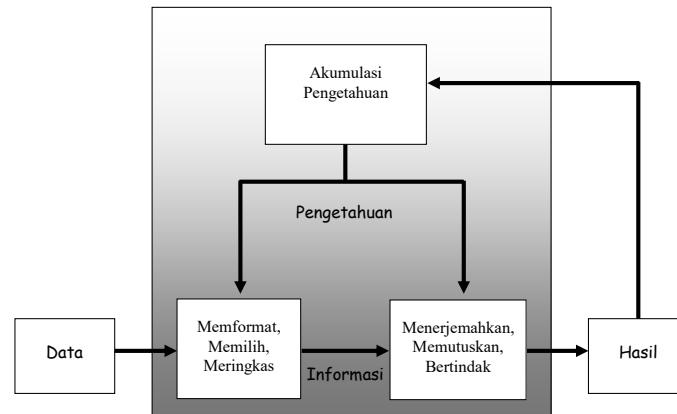 Akumulasi
Pengetahuan
Pengetahuan
Data
Memformat,
Memilih,
Meringkas
Informasi
Menerjemahkan,
Memutuskan,
Bertindak
Hasil